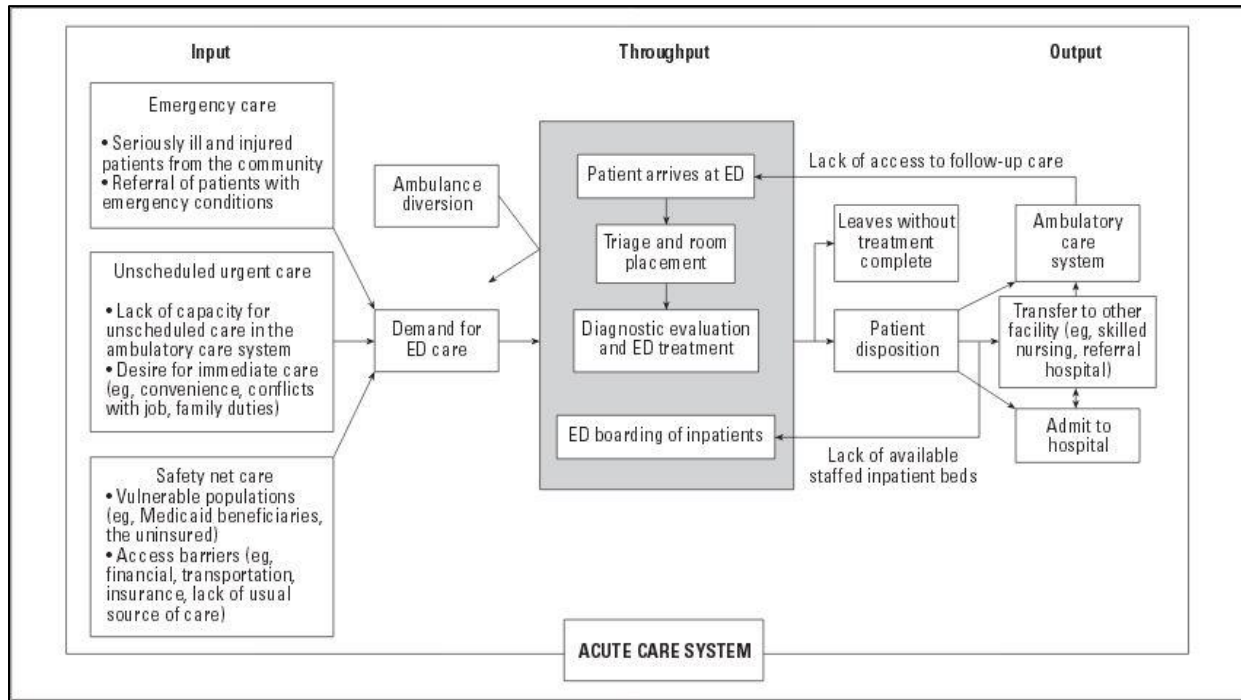 Input
Throughput
Output
Emergency care
• Seriously ill and injured
patients from the community
• Referral of patients with
emergency conditions
Unscheduled urgent care
• Lack of capacity for
unscheduled care in the
ambulatory care system
• Desire for immediate care
(eg, convenience, conflicts
with job, family duties)
Safety net care
• Vulnerable populations
(eg, Medicaid beneficiaries,
the uninsured)
• Access barriers (eg,
financial, transportation,
insurance, lack of usual
source of care)
Ambulance
diversion
Demand for
ED care
Patient arrives at ED
Triage and room
placement
Diagnostic evaluation
and ED treatment
ED boarding of inpatients
Lack of access to follow-up care
Leaves without
treatment
complete
Patient
disposition
Lack of available
staffed inpatient beds
Ambulatory
care
system
Transfer to other
facility (eg, skilled
nursing, referral
hospital)
Admit to
hospital
ACUTE CARE SYSTEM